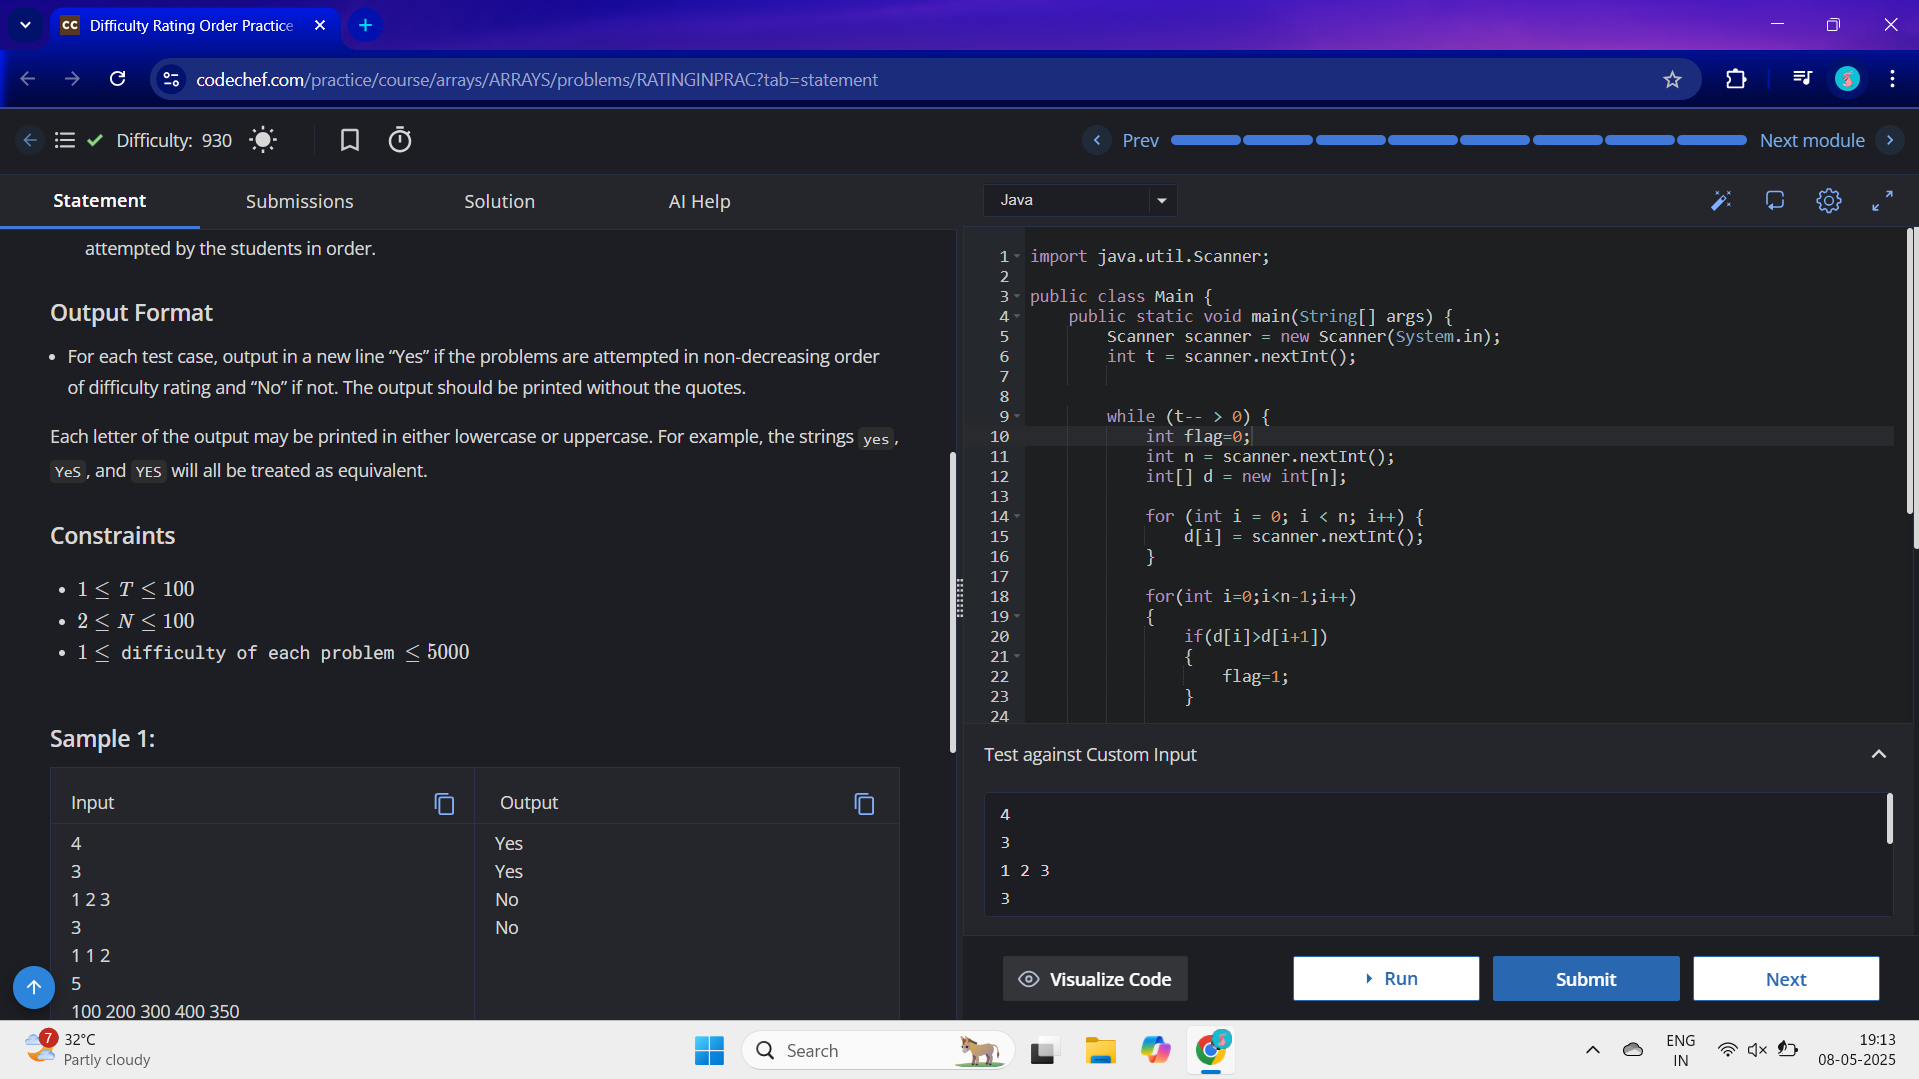 CC Difficulty Rating Order Practice
codechef.com/practice/course/arrays/ARRAYS/problems/RATINGINPRAC?tab=statement
Difficulty: 930
Prev
Next module
Statement
Submissions
Solution
AI Help
attempted by the students in order.
Output Format
• For each test case, output in a new line “Yes” if the problems are attempted in non-decreasing order
of difficulty rating and “No” if not. The output should be printed without the quotes.
Each letter of the output may be printed in either lowercase or uppercase. For example, the strings yes,
YeS, and YES will all be treated as equivalent.
Constraints
• 1 ≤ T ≤ 100
• 2 ≤ N ≤ 100
• 1 ≤ difficulty of each problem ≤ 5000
Sample 1:
Input
4
3
1 2 3
3
1 1 2
5
100 200 300 400 350
Output
Yes
Yes
No
No
Java
1 import java.util.Scanner;
2
3 public class Main {
4 public static void main(String[] args) {
5 Scanner scanner = new Scanner(System.in);
6 int t = scanner.nextInt();
7
8
9 while (t-- > 0) {
10 int flag=0;
11 int n = scanner.nextInt();
12 int[] d = new int[n];
13
14 for (int i = 0; i < n; i++) {
15 d[i] = scanner.nextInt();
16 }
17
18 for(int i=0;i<n-1;i++)
19 {
20 if(d[i]>d[i+1])
21 {
22 flag=1;
23 }
24
Test against Custom Input
4
3
1 2 3
3
Visualize Code
Run
Submit
Next
7
32°C
Partly cloudy
Search
ENG
IN
19:13
08-05-2025